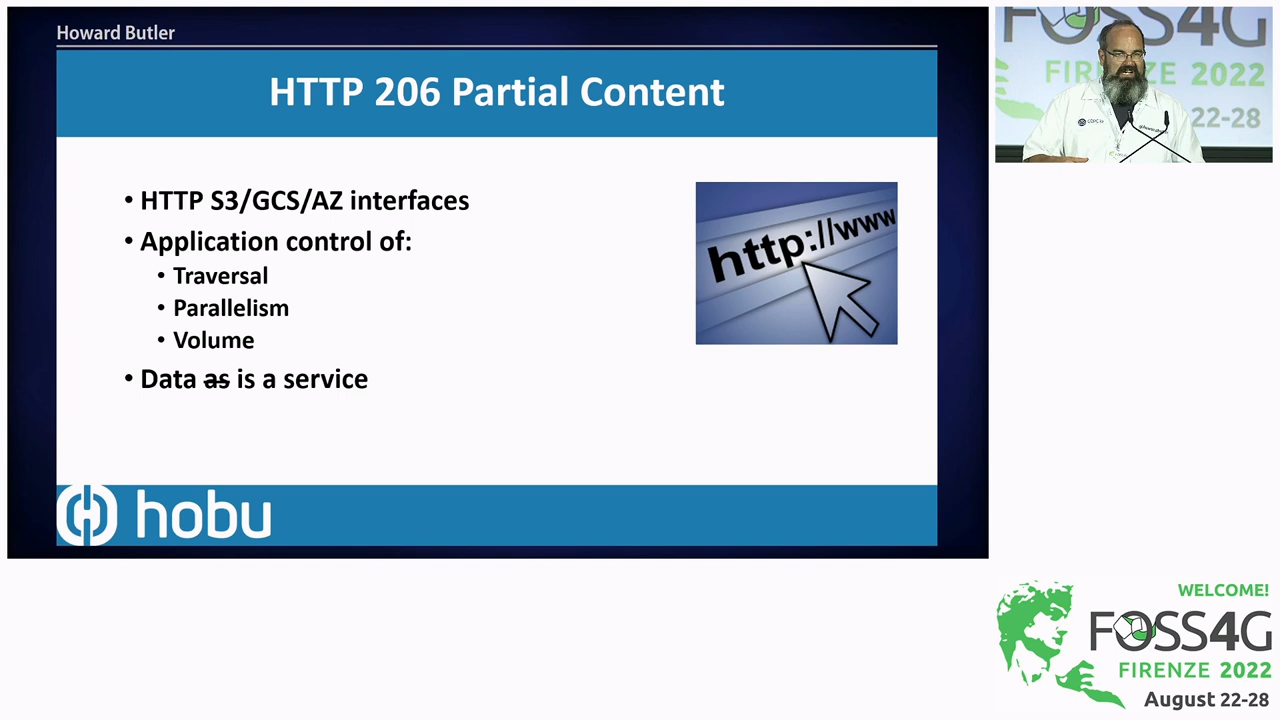 Howard Butler
HTTP 206 Partial Content
• HTTP S3/GCS/AZ interfaces
• Application control of:
• Traversal
• Parallelism
• Volume
• Data as is a service
http://www
hobu
FOSS4G
FIRENZE 2022
22-28
WELCOME!
FOSS4G
FIRENZE 2022
August 22-28